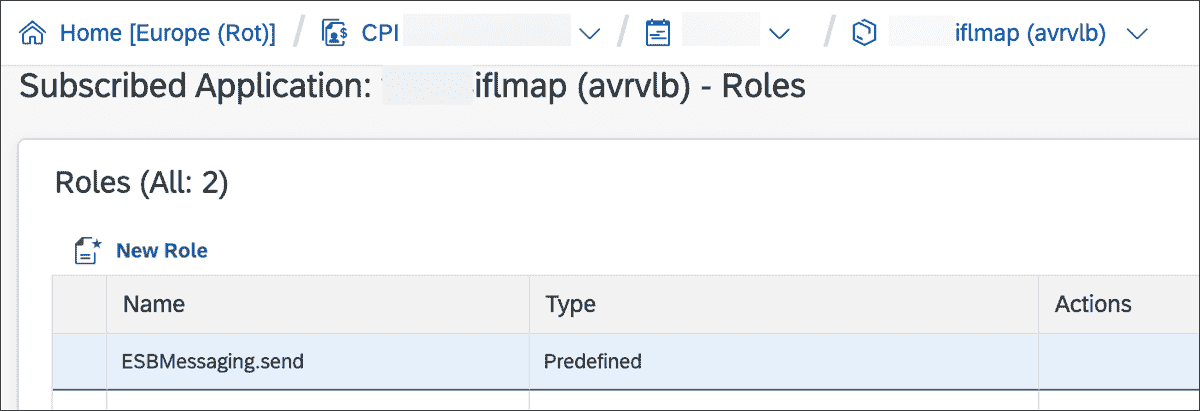 Home [Europe (Rot)] / CPI / / iflmap (avrvlb)
Subscribed Application: iflmap (avrvlb) - Roles
Roles (All: 2)
New Role
Name Type Actions
ESBMessaging.send Predefined